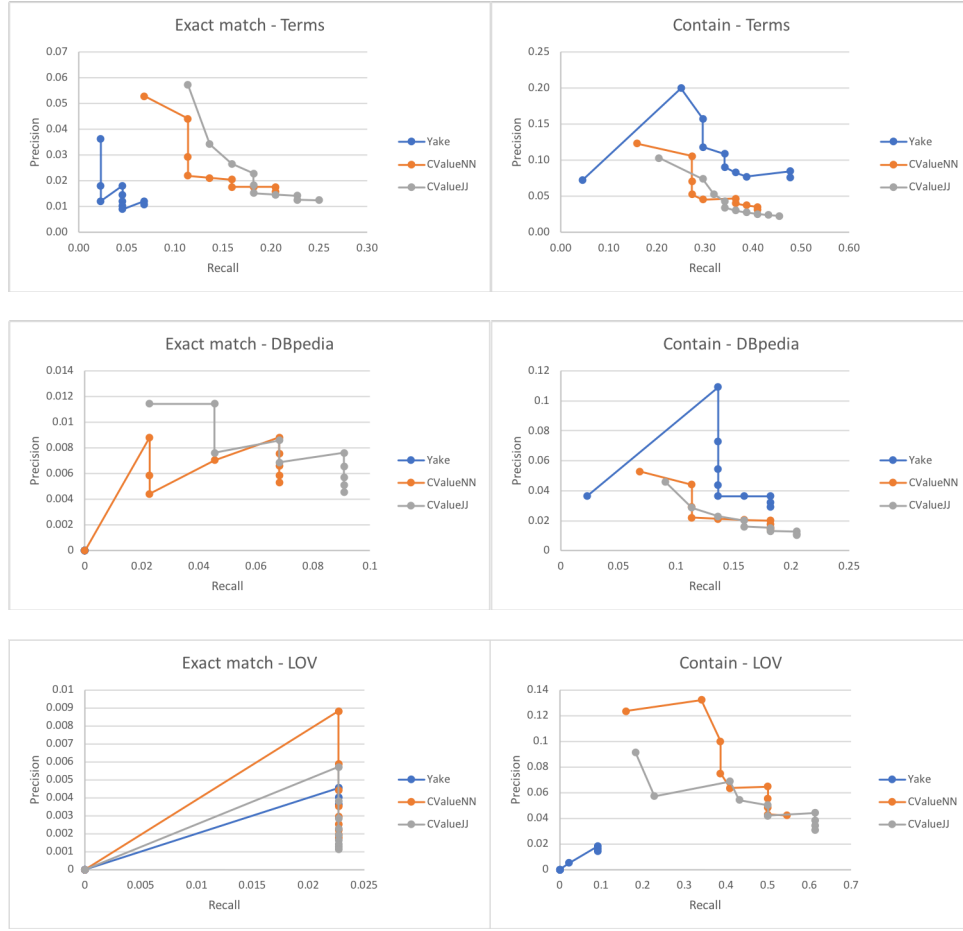 Exact match - Terms
0.07
0.06
0.05
0.04
0.03
0.02
0.01
0.00
0.00 0.05 0.10 0.15 0.20 0.25 0.30
Precision
Recall
Yake
CValueNN
CValueJJ
Contain - Terms
0.25
0.20
0.15
0.10
0.05
0.00
0.00 0.10 0.20 0.30 0.40 0.50 0.60
Precision
Recall
Yake
CValueNN
CValueJJ
Exact match - DBpedia
0.014
0.012
0.01
0.008
0.006
0.004
0.002
0
0 0.02 0.04 0.06 0.08 0.1
Precision
Recall
Yake
CValueNN
CValueJJ
Contain - DBpedia
0.12
0.1
0.08
0.06
0.04
0.02
0
0 0.05 0.1 0.15 0.2 0.25
Precision
Recall
Yake
CValueNN
CValueJJ
Exact match - LOV
0.01
0.009
0.008
0.007
0.006
0.005
0.004
0.003
0.002
0.001
0
0 0.005 0.01 0.015 0.02 0.025
Precision
Recall
Yake
CValueNN
CValueJJ
Contain - LOV
0.14
0.12
0.1
0.08
0.06
0.04
0.02
0
0 0.1 0.2 0.3 0.4 0.5 0.6 0.7
Precision
Recall
Yake
CValueNN
CValueJJ